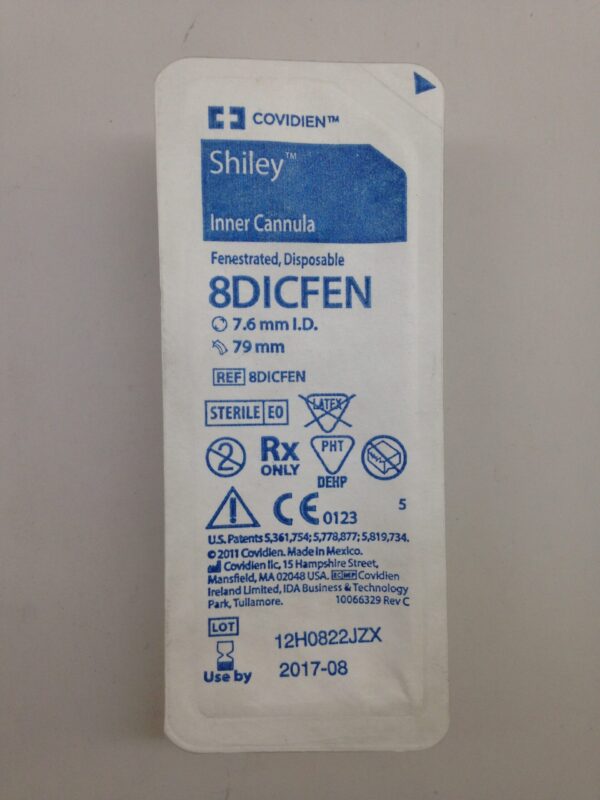 COVIDIEN™
Shiley™
Inner Cannula
Fenestrated, Disposable
8DICFEN
7.6 mm I.D.
79 mm
REF 8DICFEN
STERILE EO
LATEX
2
Rx ONLY
PHT
DEHP
CE 0123
5
U.S. Patents 5,361,754; 5,778,877; 5,819,734.
© 2011 Covidien. Made in Mexico.
Covidien llc, 15 Hampshire Street,
Mansfield, MA 02048 USA. EC REP Covidien
Ireland Limited, IDA Business & Technology
Park, Tullamore. 10066329 Rev C
LOT 12H0822JZX
Use by 2017-08